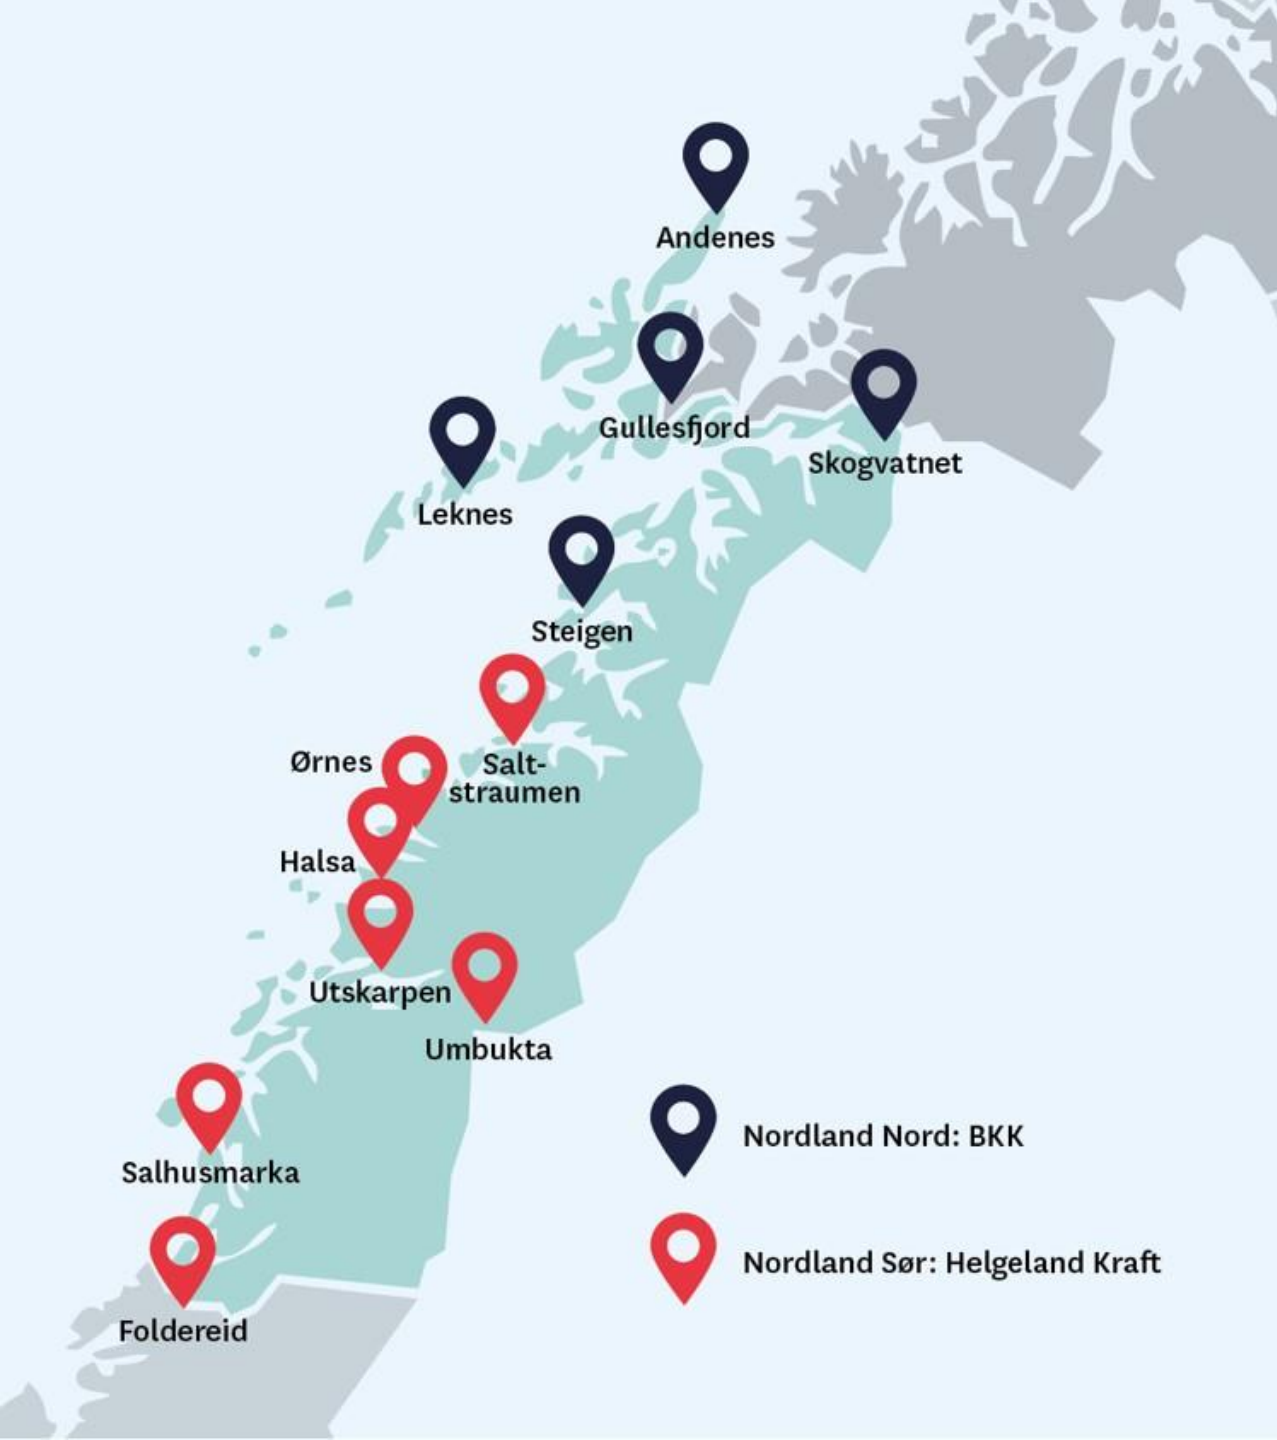 Andenes
Gullesfjord
Skogvatnet
Leknes
Steigen
Ørnes
Salt-
straumen
Halsa
Utskarpen
Umbukta
Salhusmarka
Foldereid
Nordland Nord: BKK
Nordland Sør: Helgeland Kraft